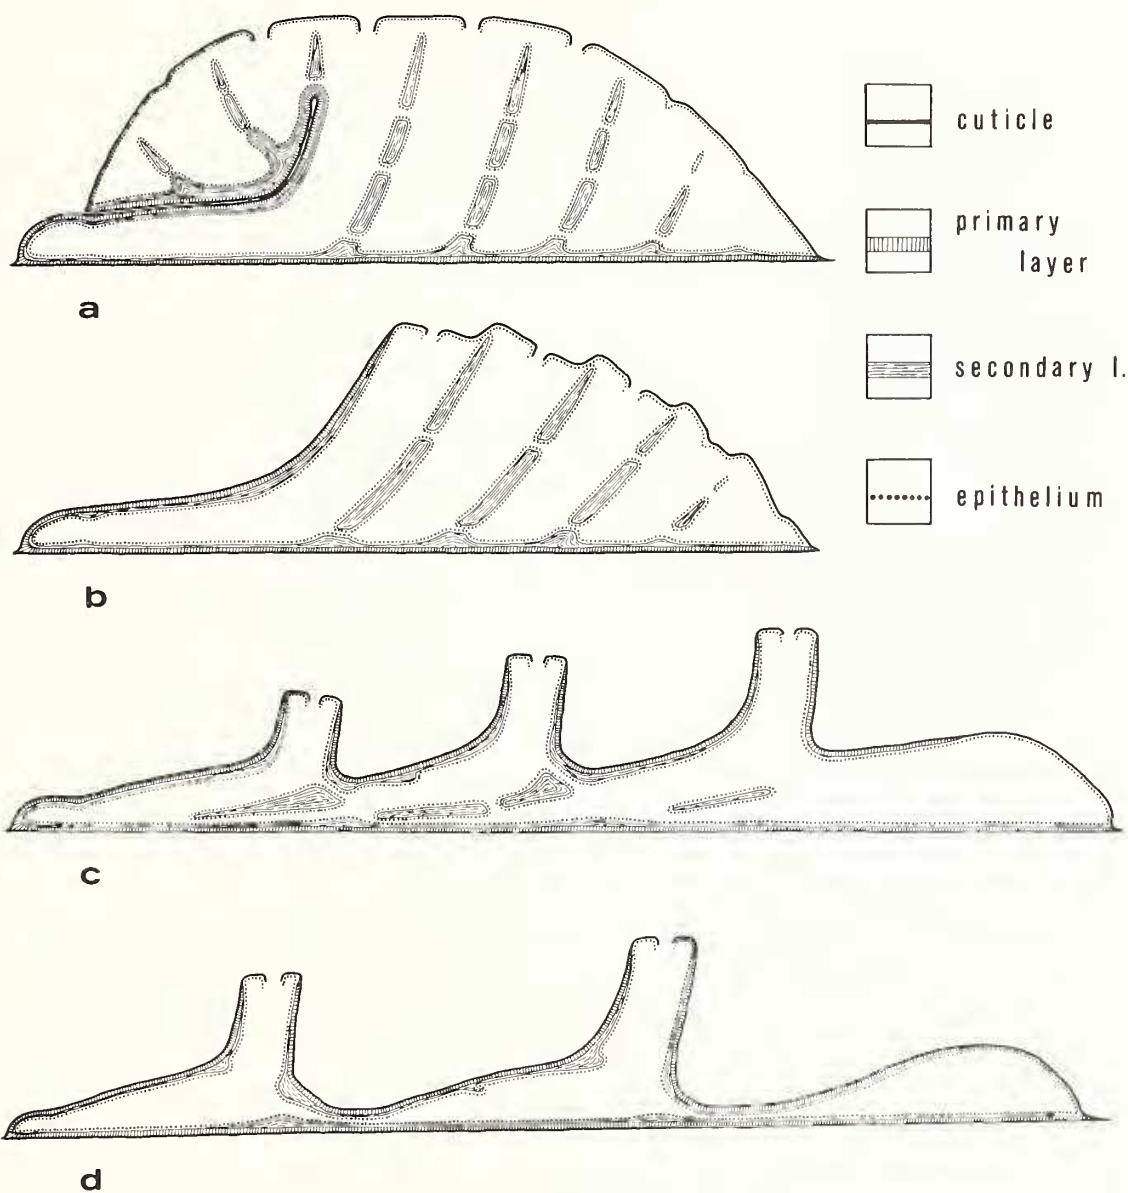 cuticle
primary
layer
secondary l.
epithelium
a
b
c
d